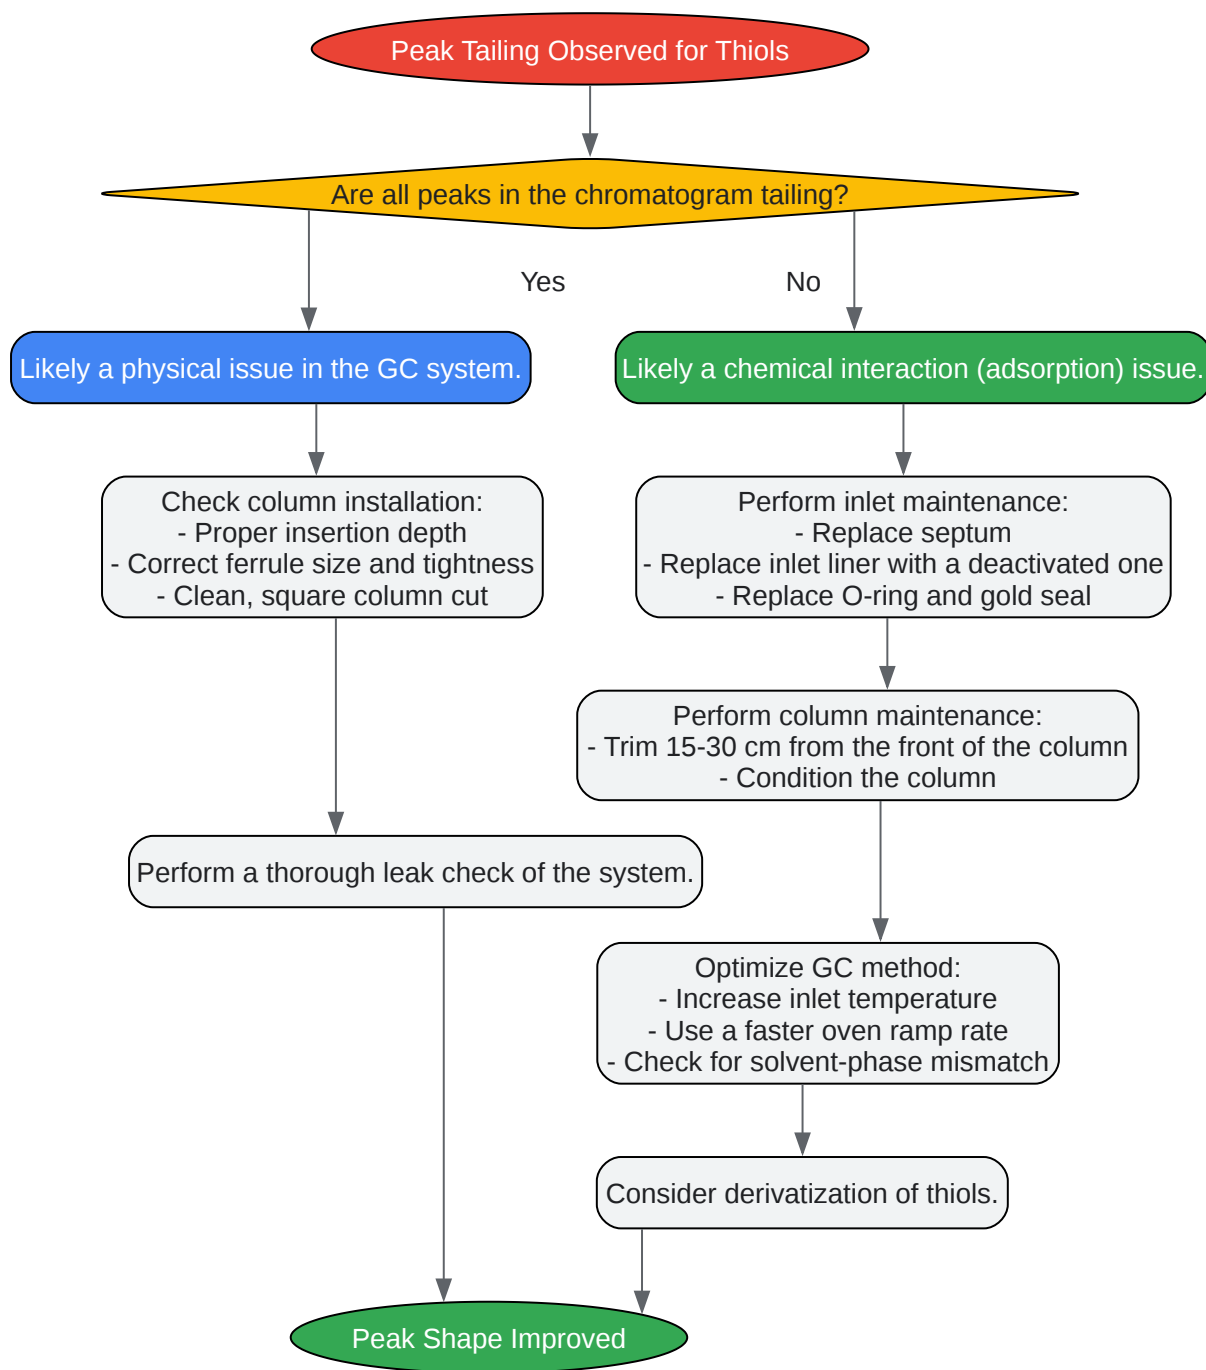 Peak Tailing Observed for Thiols
Are all peaks in the chromatogram tailing?
Yes
No
Likely a physical issue in the GC system.
Likely a chemical interaction (adsorption) issue.
Check column installation:
- Proper insertion depth
- Correct ferrule size and tightness
- Clean, square column cut
Perform inlet maintenance:
- Replace septum
- Replace inlet liner with a deactivated one
- Replace O-ring and gold seal
Perform column maintenance:
- Trim 15-30 cm from the front of the column
- Condition the column
Perform a thorough leak check of the system.
Optimize GC method:
- Increase inlet temperature
- Use a faster oven ramp rate
- Check for solvent-phase mismatch
Consider derivatization of thiols.
Peak Shape Improved